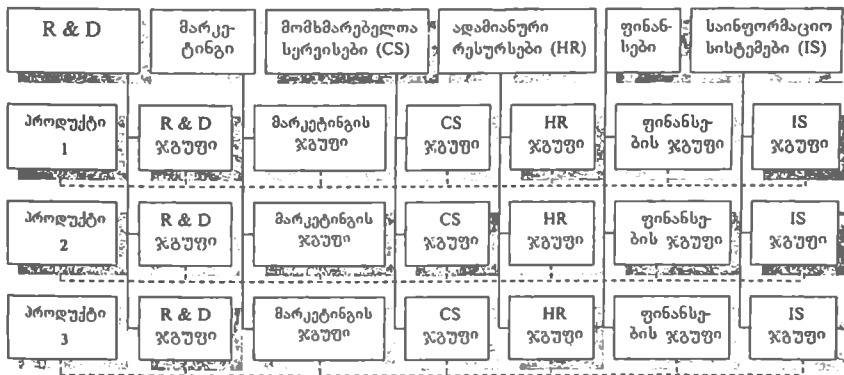 R & D
მარკე-
ტინგი
მომხმარებელთა
სერვისები (CS)
ადამიანური
რესურსები (HR)
ფინან-
სები
საინფორმაციო
სისტემები (IS)
პროდუქტი
1
R & D
ჯგუფი
მარკეტინგის
ჯგუფი
CS
ჯგუფი
HR
ჯგუფი
ფინანსე-
ბის ჯგუფი
IS
ჯგუფი
პროდუქტი
2
R & D
ჯგუფი
მარკეტინგის
ჯგუფი
CS
ჯგუფი
HR
ჯგუფი
ფინანსე-
ბის ჯგუფი
IS
ჯგუფი
პროდუქტი
3
R & D
ჯგუფი
მარკეტინგის
ჯგუფი
CS
ჯგუფი
HR
ჯგუფი
ფინანსე-
ბის ჯგუფი
IS
ჯგუფი